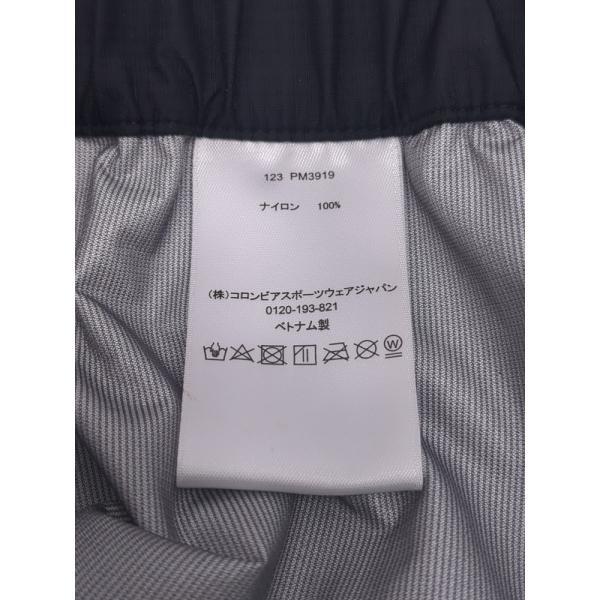 123 PM3919
ナイロン 100%
(株)コロンビアスポーツウェアジャパン
0120-193-821
ベトナム製